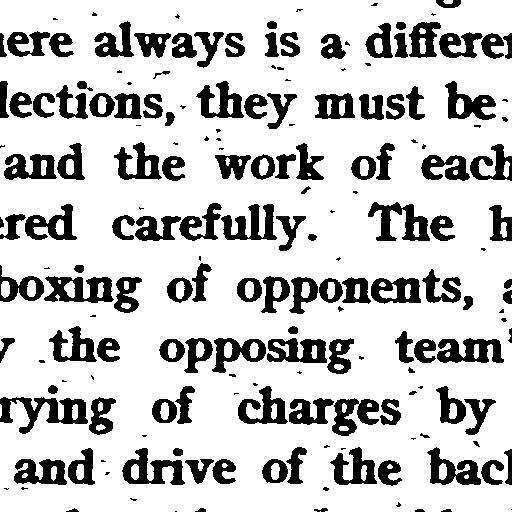 ere always is a differe
lections, they must be
and the work of each
ered carefully. The h
boxing of opponents, a
y the opposing team'
rying of charges by
and drive of the bac